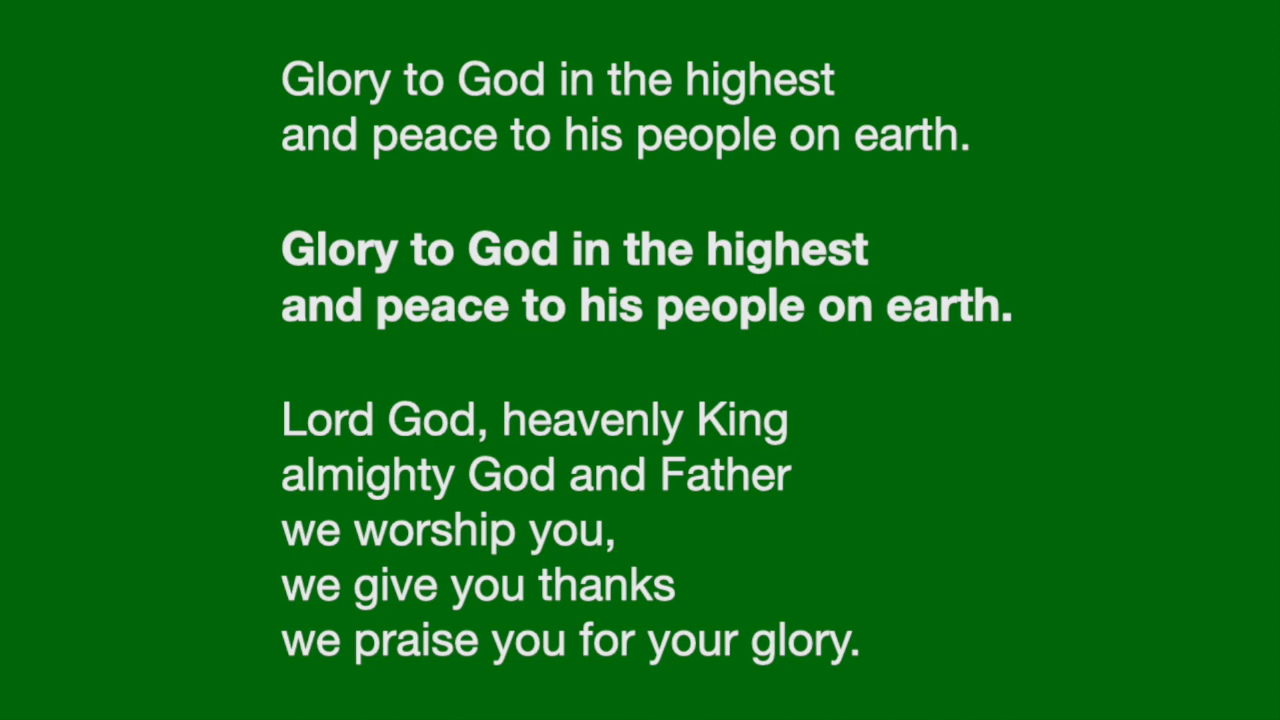 Glory to God in the highest
and peace to his people on earth.
Glory to God in the highest
and peace to his people on earth.
Lord God, heavenly King
almighty God and Father
we worship you,
we give you thanks
we praise you for your glory.